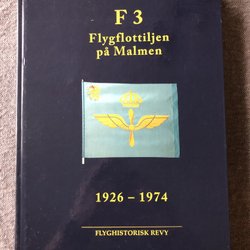 F 3
Flygflottiljen
på Malmen
1926 – 1974
FLYGHISTORISK REVY